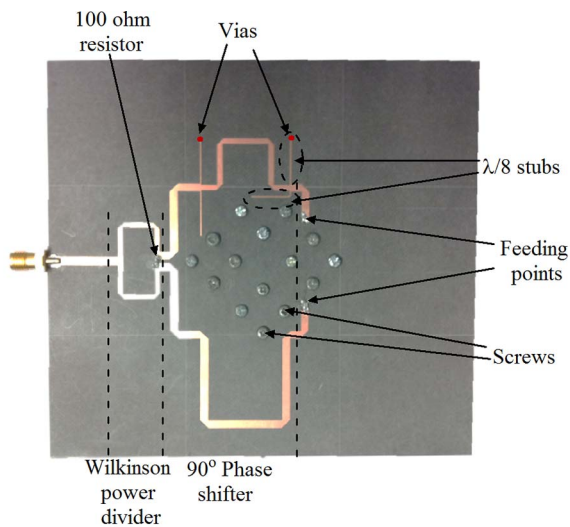 100 ohm
resistor
Vias
λ/8 stubs
Feeding
points
Screws
Wilkinson
power
divider
90° Phase
shifter